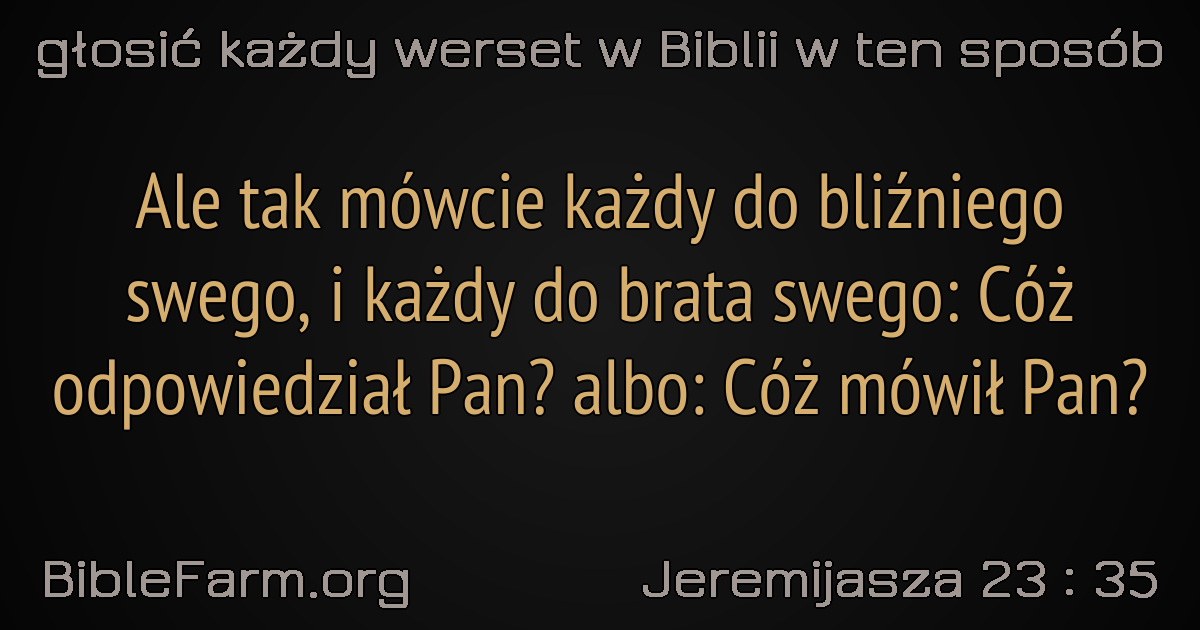 głosić każdy werset w Biblii w ten sposób
Ale tak mówcie każdy do bliźniego
swego, i każdy do brata swego: Cóż
odpowiedział Pan? albo: Cóż mówił Pan?
BibleFarm.org
Jeremijasza 23 : 35